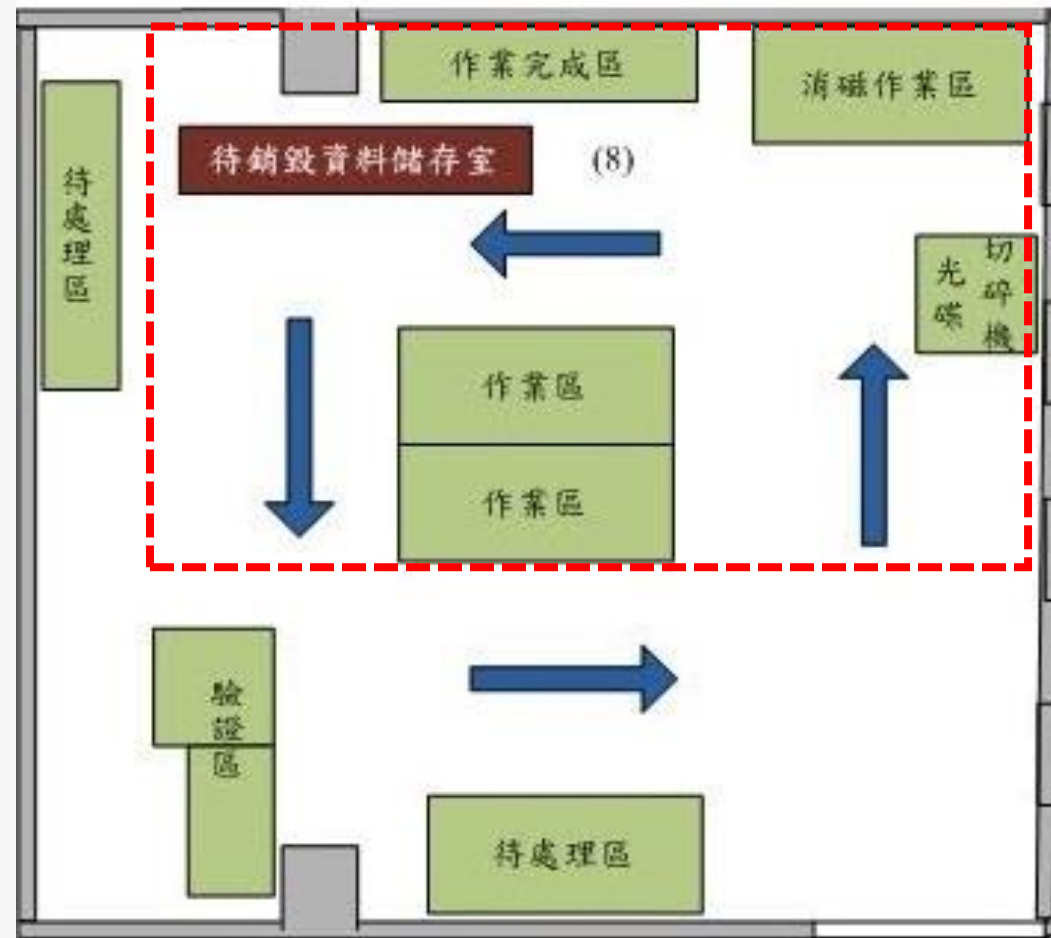 作業完成區
消磁作業區
待銷毀資料儲存室
(8)
待處理區
光碟
切碎機
作業區
作業區
驗證區
待處理區